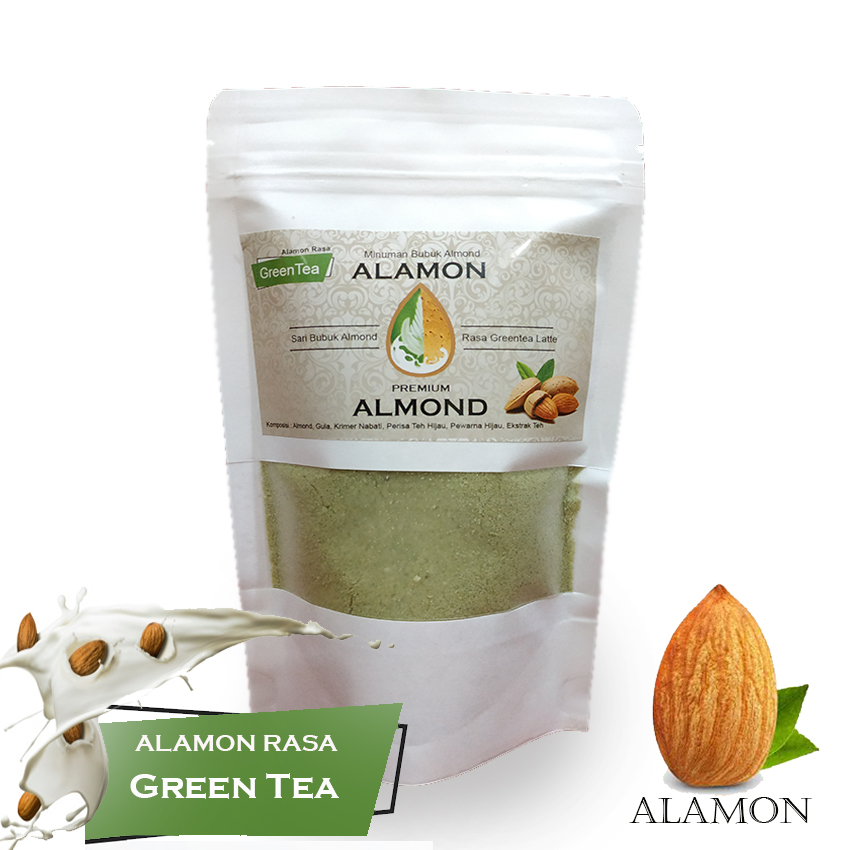 Alamon Rasa
GreenTea
Minuman Bubuk Almond
ALAMON
Sari Bubuk Almond
Rasa Greentea Latte
PREMIUM
ALMOND
Komposisi : Almond, Gula, Krimer Nabati, Perisa Teh Hijau, Pewarna Hijau, Ekstrak Teh
ALAMON RASA
GREEN TEA
ALAMON